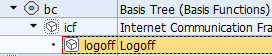 bc Basis Tree (Basis Functions)
icf Internet Communication Fra
logoff Logoff